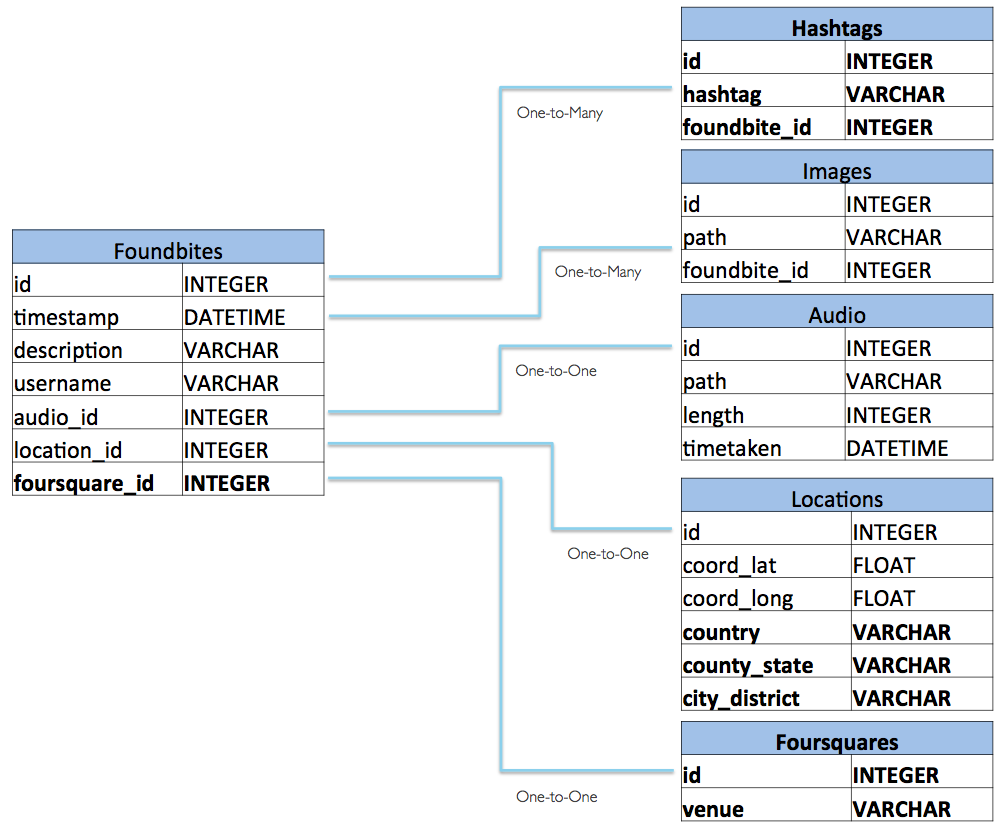 Foundbites
id INTEGER
timestamp DATETIME
description VARCHAR
username VARCHAR
audio_id INTEGER
location_id INTEGER
foursquare_id INTEGER
One-to-Many
One-to-Many
One-to-One
One-to-One
One-to-One
Hashtags
id INTEGER
hashtag VARCHAR
foundbite_id INTEGER
Images
id INTEGER
path VARCHAR
foundbite_id INTEGER
Audio
id INTEGER
path VARCHAR
length INTEGER
timetaken DATETIME
Locations
id INTEGER
coord_lat FLOAT
coord_long FLOAT
country VARCHAR
county_state VARCHAR
city_district VARCHAR
Foursquares
id INTEGER
venue VARCHAR